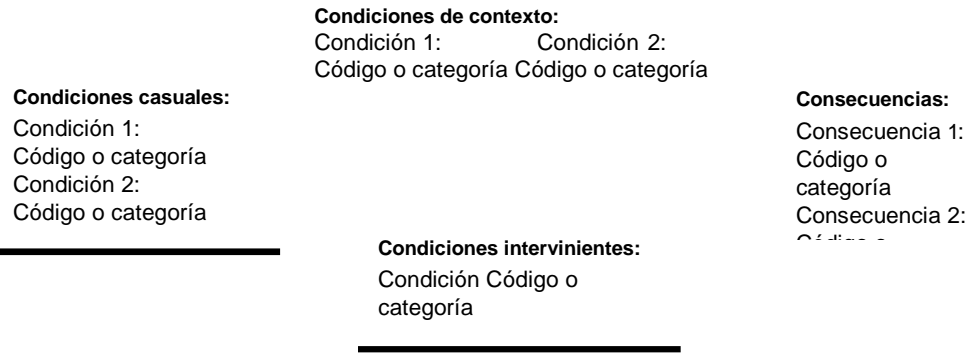 Condiciones de contexto:
Condición 1: Condición 2:
Código o categoría Código o categoría
Condiciones casuales:
Condición 1:
Código o categoría
Condición 2:
Código o categoría
Consecuencias:
Consecuencia 1:
Código o
categoría
Consecuencia 2:
Condiciones intervinientes:
Condición Código o
categoría